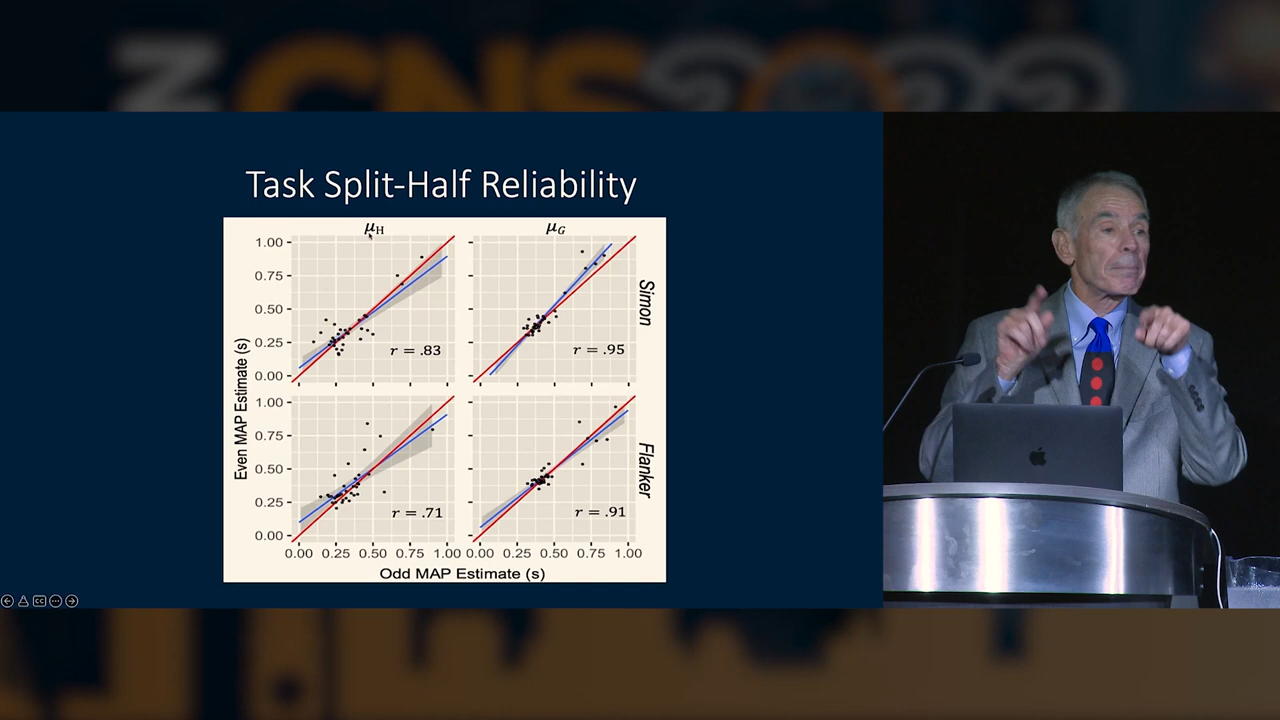 CNS 2022
Task Split-Half Reliability
μH
μG
1.00
0.75
0.50
0.25
0.00
r = .83
r = .95
Simon
Even MAP Estimate (s)
1.00
0.75
0.50
0.25
0.00
r = .71
r = .91
Flanker
0.00 0.25 0.50 0.75 1.00
0.00 0.25 0.50 0.75 1.00
Odd MAP Estimate (s)
CC